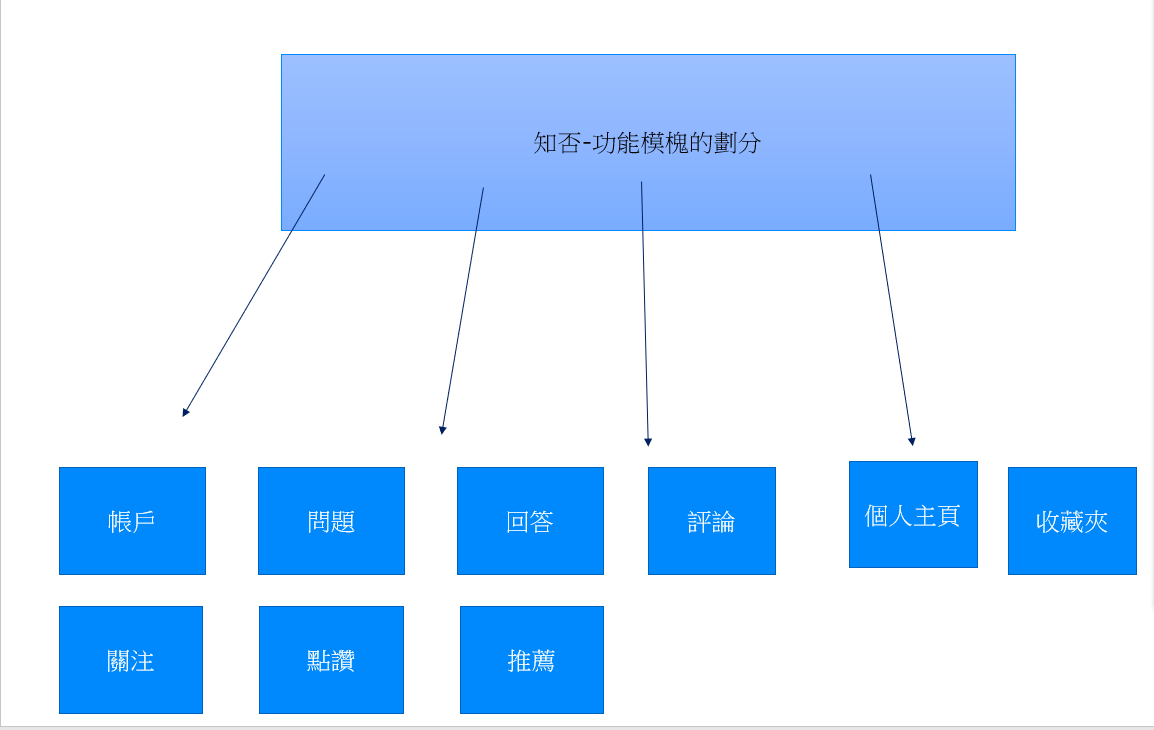 知否-功能模槐的劃分
帳戶
問題
回答
評論
個人主頁
收藏夾
關注
點讚
推薦